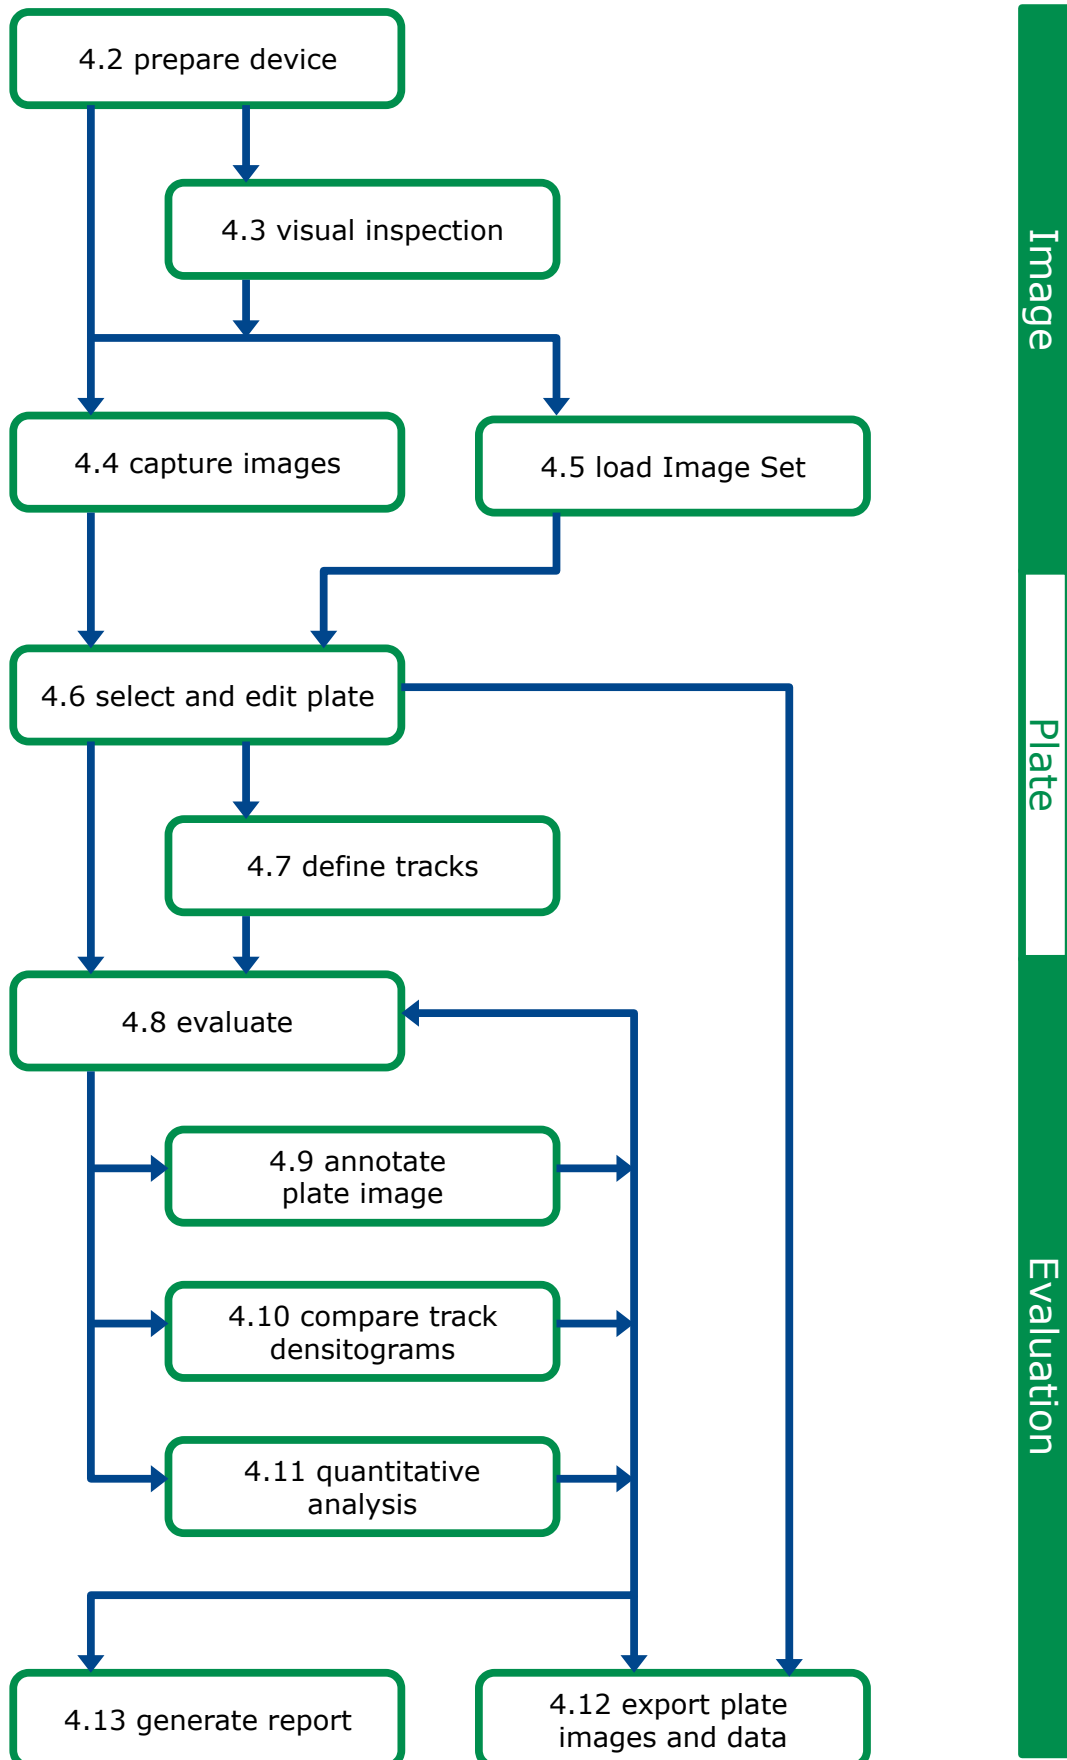 4.2 prepare device
4.3 visual inspection
4.4 capture images
4.5 load Image Set
4.6 select and edit plate
4.7 define tracks
4.8 evaluate
4.9 annotate
plate image
4.10 compare track
densitograms
4.11 quantitative
analysis
4.13 generate report
4.12 export plate
images and data
Image
Plate
Evaluation